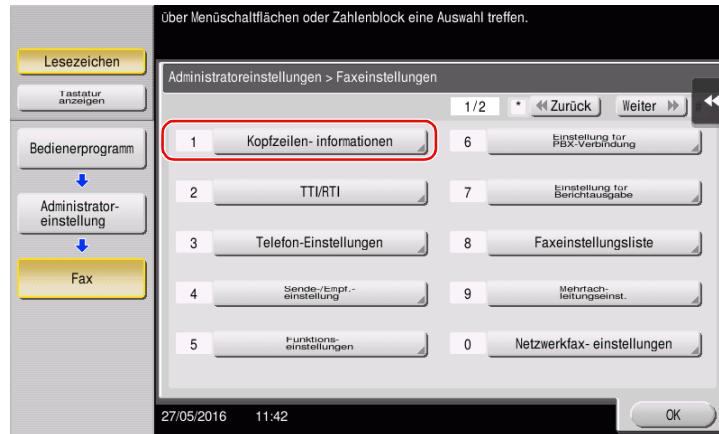 über Menüschaltflächen oder Zahlenblock eine Auswahl treffen.
Lesezeichen
Tastatur
anzeigen
Bedienerprogramm
Administrator-
einstellung
Fax
Administratoreinstellungen > Faxeinstellungen
1/2 * Zurück Weiter
1 Kopfzeilen- informationen
6 Einstellung für
PBX-Verbindung
2 TTI/RTI
7 Einstellung für
Berichtausgabe
3 Telefon-Einstellungen
8 Faxeinstellungsliste
4 Sende-/Empf.-
einstellung
9 Mehrfach-
leitungseinst.
5 Funktions-
einstellungen
0 Netzwerkfax- einstellungen
27/05/2016 11:42
OK